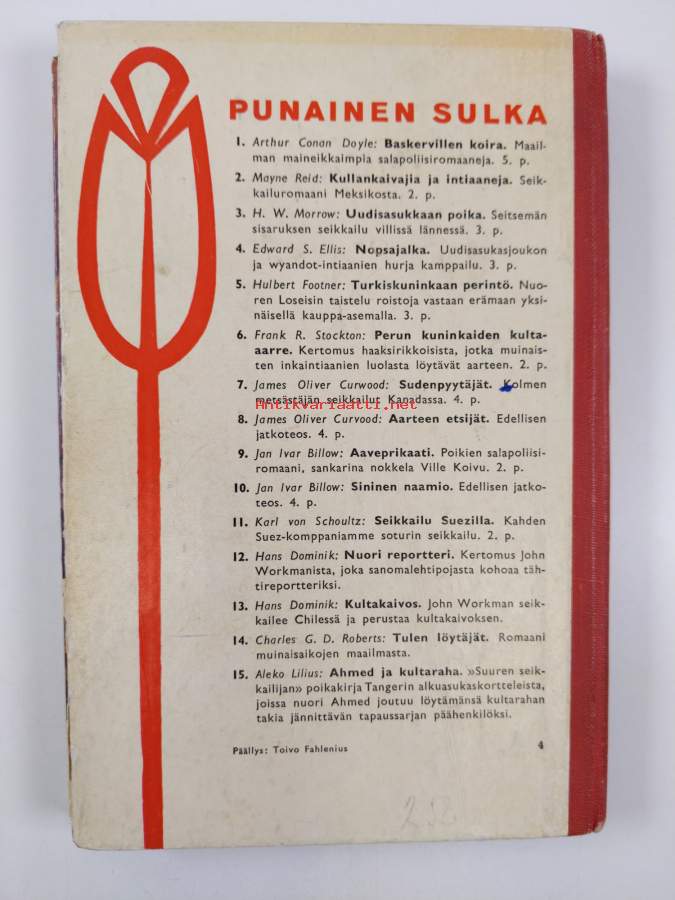 PUNAINEN SULKA
1. Arthur Conan Doyle: Baskervillen koira. Maail-
man maineikkaimpia salapoliisiromaaneja. 5. p.
2. Mayne Reid: Kullankaivajia ja intiaaneja. Seik-
kailuromaani Meksikosta. 2. p.
3. H. W. Morrow: Uudisasukkaan poika. Seitsemän
sisaruksen seikkailu villissä lännessä. 3. p.
4. Edward S. Ellis: Nopsajalka. Uudisasukasjoukon
ja wyandot-intiaanien hurja kamppailu. 3. p.
5. Hulbert Footner: Turkiskuninkaan perintö. Nuo-
ren Loseisin taistelu roistoja vastaan erämaan yksi-
näisellä kauppa-asemalla. 3. p.
6. Frank R. Stockton: Perun kuninkaiden kulta-
aarre. Kertomus haaksirikkoisista, jotka muinais-
ten inkaintiaanien luolasta löytävät aarteen. 2. p.
7. James Oliver Curwood: Sudenpyytäjät. Kolmen
metsästäjän seikkailut Kanadassa. 4. p.
Antikvariaatti.net
8. James Oliver Curvood: Aarteen etsijät. Edellisen
jatkoteos. 4. p.
9. Jan Ivar Billow: Aaveprikaati. Poikien salapoliisi-
romaani, sankarina nokkela Ville Koivu. 2. p.
10. Jan Ivar Billow: Sininen naamio. Edellisen jatko-
teos. 4. p.
11. Karl von Schoultz: Seikkailu Suezilla. Kahden
Suez-komppaniamme soturin seikkailu. 2. p.
12. Hans Dominik: Nuori reportteri. Kertomus John
Workmanista, joka sanomalehtipojasta kohoaa täh-
tireportteriksi.
13. Hans Dominik: Kultakaivos. John Workman seik-
kailee Chilessä ja perustaa kultakaivoksen.
14. Charles G. D. Roberts: Tulen löytäjät. Romaani
muinaisaikojen maailmasta.
15. Aleko Lilius: Ahmed ja kultaraha. »Suuren seik-
kailijan» poikakirja Tangerin alkuasukaskortteleista,
joissa nuori Ahmed joutuu löytämänsä kultarahan
takia jännittävän tapaussarjan päähenkilöksi.
Päällys: Toivo Fahlenius 4